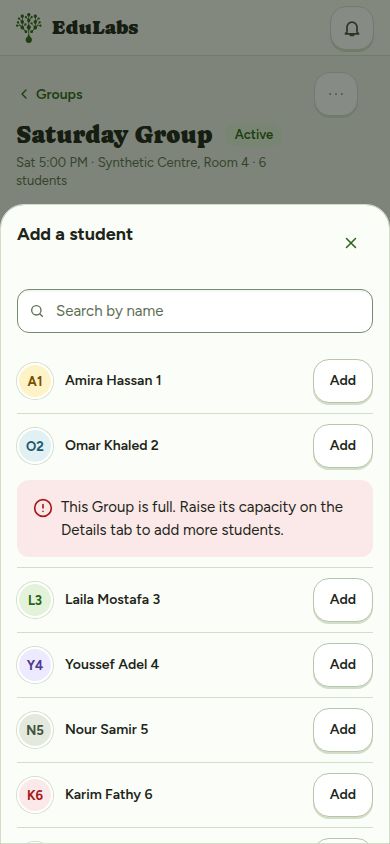 EduLabs
Groups
Saturday Group Active
Sat 5:00 PM · Synthetic Centre, Room 4 · 6
students
Add a student
Search by name
A1 Amira Hassan 1 Add
O2 Omar Khaled 2 Add
This Group is full. Raise its capacity on the
Details tab to add more students.
L3 Laila Mostafa 3 Add
Y4 Youssef Adel 4 Add
N5 Nour Samir 5 Add
K6 Karim Fathy 6 Add